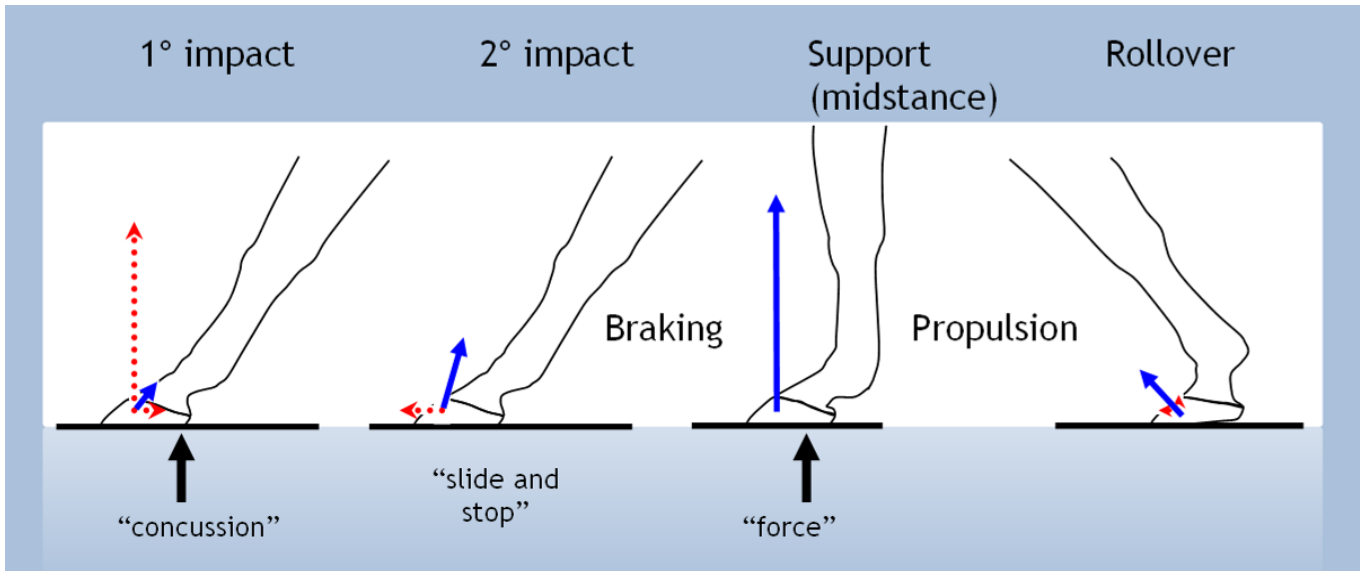 1° impact
2° impact
Support
(midstance)
Rollover
Braking
Propulsion
“concussion”
“slide and
stop”
“force”